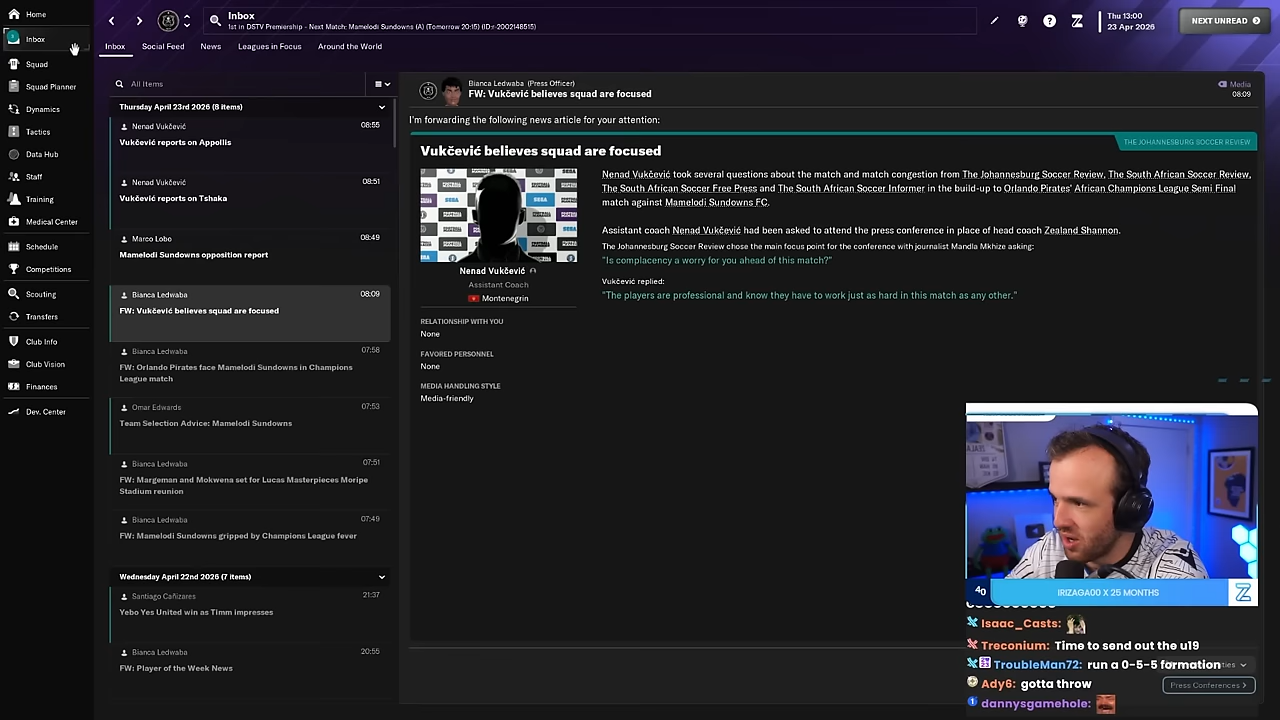 Home
Inbox
Squad
Squad Planner
Dynamics
Tactics
Data Hub
Staff
Training
Medical Center
Schedule
Competitions
Scouting
Transfers
Club Info
Club Vision
Finances
Dev. Center
Inbox
1st in DSTV Premiership - Next Match: Mamelodi Sundowns (A) (Tomorrow 20:15) (ID:r-2002148515)
Thu 13:00
23 Apr 2026
NEXT UNREAD
Inbox Social Feed News Leagues in Focus Around the World
All Items
Thursday April 23rd 2026 (8 items)
Nenad Vukčević 08:55
Vukčević reports on Appollis
Nenad Vukčević 08:51
Vukčević reports on Tshaka
Marco Lobo 08:49
Mamelodi Sundowns opposition report
Bianca Ledwaba 08:09
FW: Vukčević believes squad are focused
Bianca Ledwaba 07:58
FW: Orlando Pirates face Mamelodi Sundowns in Champions
League match
Omar Edwards 07:53
Team Selection Advice: Mamelodi Sundowns
Bianca Ledwaba 07:51
FW: Margeman and Mokwena set for Lucas Masterpieces Moripe
Stadium reunion
Bianca Ledwaba 07:49
FW: Mamelodi Sundowns gripped by Champions League fever
Wednesday April 22nd 2026 (7 items)
Santiago Cañizares 21:37
Yebo Yes United win as Timm impresses
Bianca Ledwaba 20:55
FW: Player of the Week News
Bianca Ledwaba (Press Officer)
FW: Vukčević believes squad are focused
Media
08:09
I'm forwarding the following news article for your attention:
THE JOHANNESBURG SOCCER REVIEW
Vukčević believes squad are focused
SEGA
Nenad Vukčević
Assistant Coach
Montenegrin
RELATIONSHIP WITH YOU
None
FAVORED PERSONNEL
None
MEDIA HANDLING STYLE
Media-friendly
Nenad Vukčević took several questions about the match and match congestion from The Johannesburg Soccer Review, The South African Soccer Review,
The South African Soccer Free Press and The South African Soccer Informer in the build-up to Orlando Pirates' African Champions League Semi Final
match against Mamelodi Sundowns FC.
Assistant coach Nenad Vukčević had been asked to attend the press conference in place of head coach Zealand Shannon.
The Johannesburg Soccer Review chose the main focus point for the conference with journalist Mandla Mkhize asking:
"Is complacency a worry for you ahead of this match?"
Vukčević replied:
"The players are professional and know they have to work just as hard in this match as any other."
IRIZAGA00 X 25 MONTHS
Isaac_Casts:
Treconium: Time to send out the u19
TroubleMan72: run a 0-5-5 formation
Ady6: gotta throw
dannysgamehole:
Press Conferences